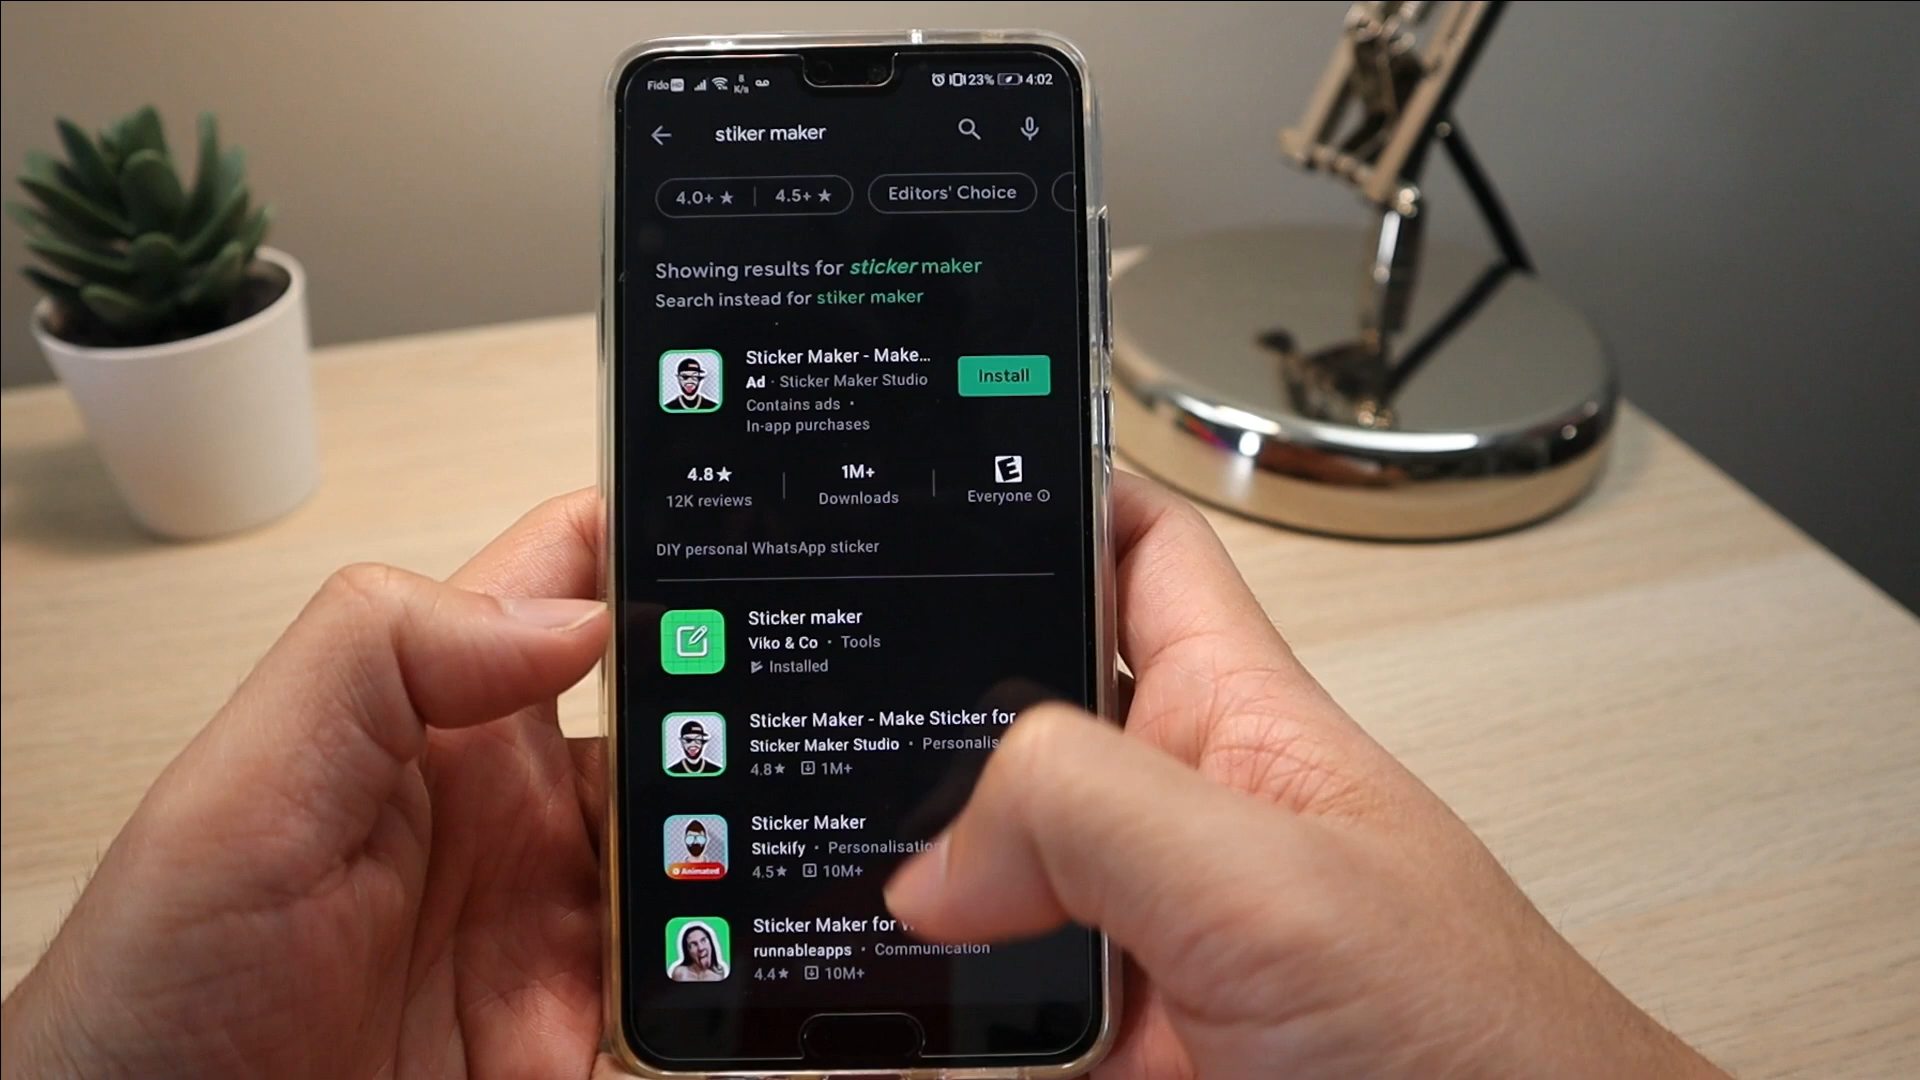 Fido HD 8 K/s 23% 4:02
stiker maker
4.0+ ★ 4.5+ ★ Editors' Choice
Showing results for sticker maker
Search instead for stiker maker
Sticker Maker - Make...
Ad · Sticker Maker Studio
Install
Contains ads ·
In-app purchases
4.8★ 1M+ E
12K reviews Downloads Everyone
DIY personal WhatsApp sticker
Sticker maker
Viko & Co · Tools
Installed
Sticker Maker - Make Sticker for
Sticker Maker Studio · Personalis
4.8★ 1M+
Sticker Maker
Stickify · Personalisation
Animated
4.5★ 10M+
Sticker Maker for
runnableapps · Communication
4.4★ 10M+